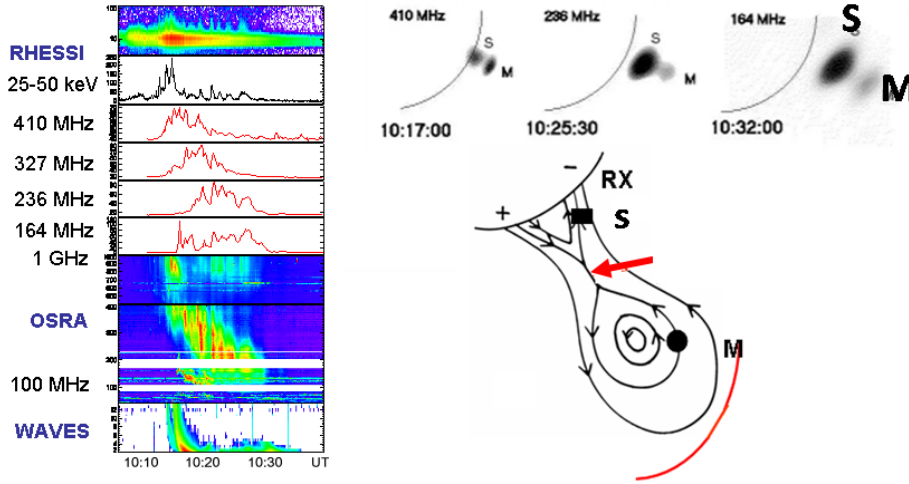 RHESSI
25-50 keV
410 MHz
327 MHz
236 MHz
164 MHz
1 GHz
OSRA
100 MHz
WAVES
10:10 10:20 10:30 UT
410 MHz
S
M
10:17:00
236 MHz
S
M
10:25:30
164 MHz
S
S
M
10:32:00
RX
S
M
+
-